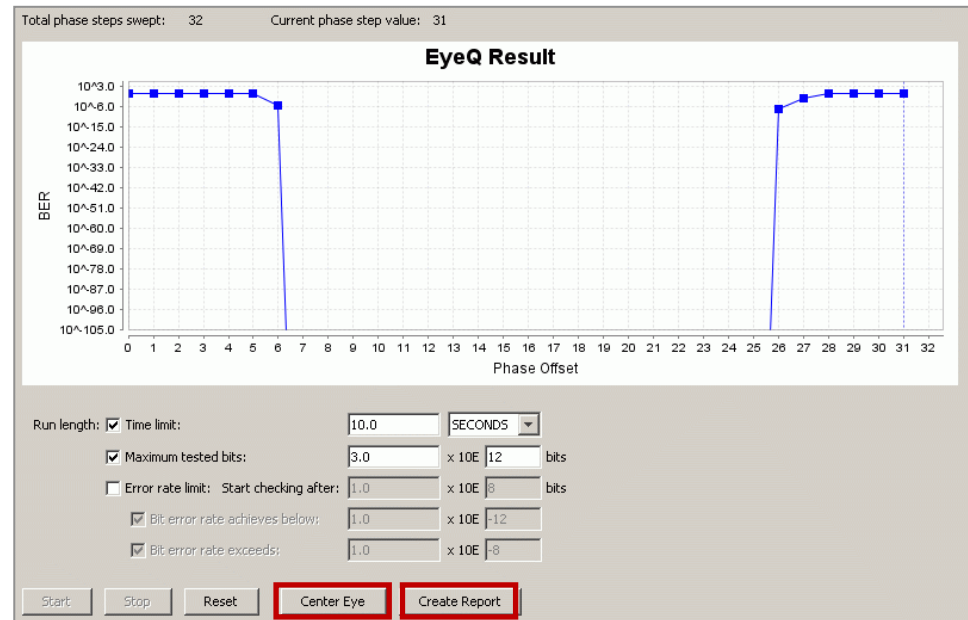 Total phase steps swept: 32 Current phase step value: 31
EyeQ Result
10^3.0
10^-6.0
10^-15.0
10^-24.0
10^-33.0
10^-42.0
10^-51.0
10^-60.0
10^-69.0
10^-78.0
10^-87.0
10^-96.0
10^-105.0
BER
0 1 2 3 4 5 6 7 8 9 10 11 12 13 14 15 16 17 18 19 20 21 22 23 24 25 26 27 28 29 30 31 32
Phase Offset
Run length: Time limit: 10.0 SECONDS
Maximum tested bits: 3.0 x 10E 12 bits
Error rate limit: Start checking after: 1.0 x 10E 8 bits
Bit error rate achieves below: 1.0 x 10E -12
Bit error rate exceeds: 1.0 x 10E -8
Start Stop Reset Center Eye Create Report